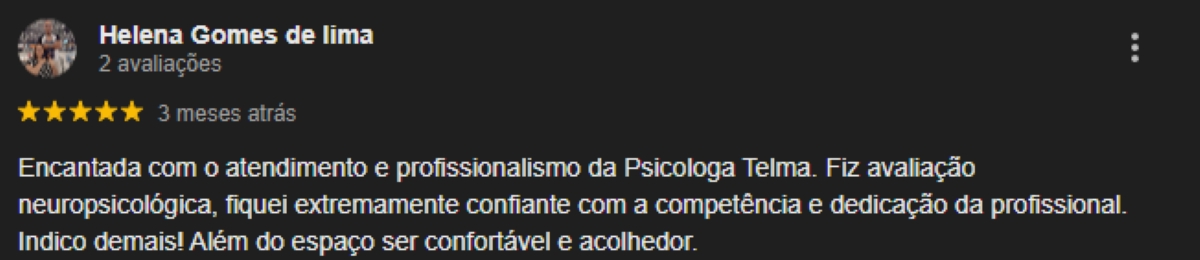 Helena Gomes de lima
2 avaliações
3 meses atrás
Encantada com o atendimento e profissionalismo da Psicologa Telma. Fiz avaliação
neuropsicológica, fiquei extremamente confiante com a competência e dedicação da profissional.
Indico demais! Além do espaço ser confortável e acolhedor.